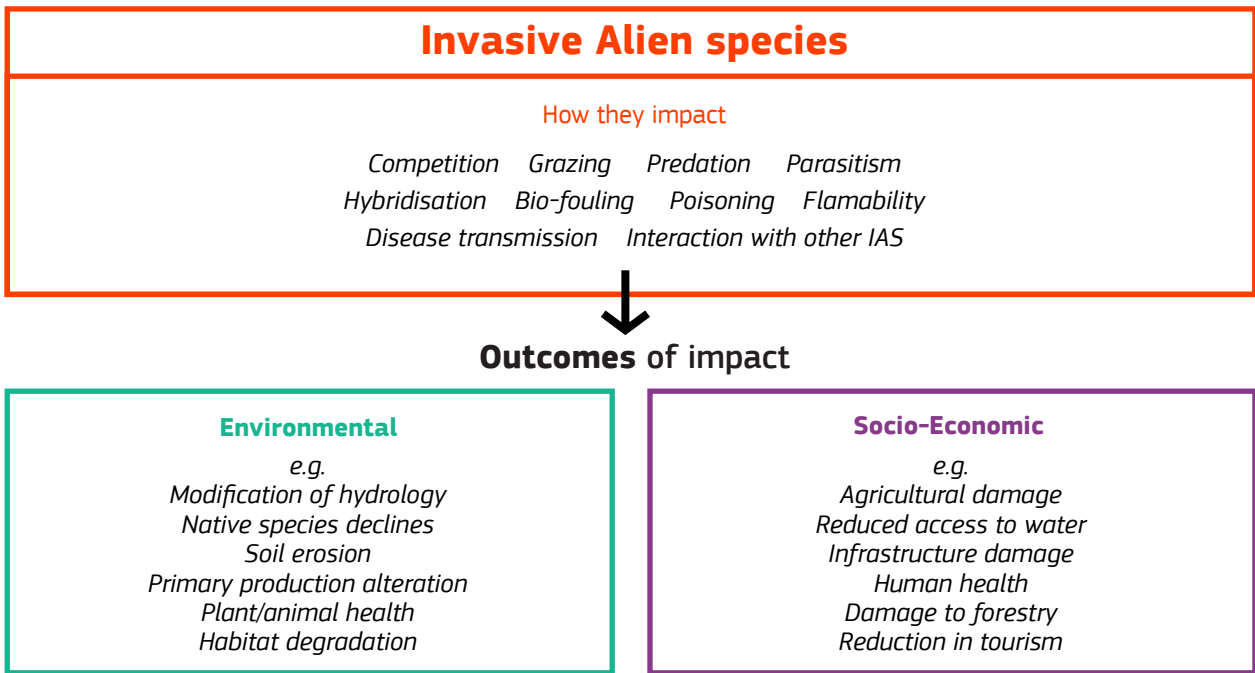 Invasive Alien species
How they impact
Competition Grazing Predation Parasitism
Hybridisation Bio-fouling Poisoning Flamability
Disease transmission Interaction with other IAS
Outcomes of impact
Environmental
e.g.
Modification of hydrology
Native species declines
Soil erosion
Primary production alteration
Plant/animal health
Habitat degradation
Socio-Economic
e.g.
Agricultural damage
Reduced access to water
Infrastructure damage
Human health
Damage to forestry
Reduction in tourism